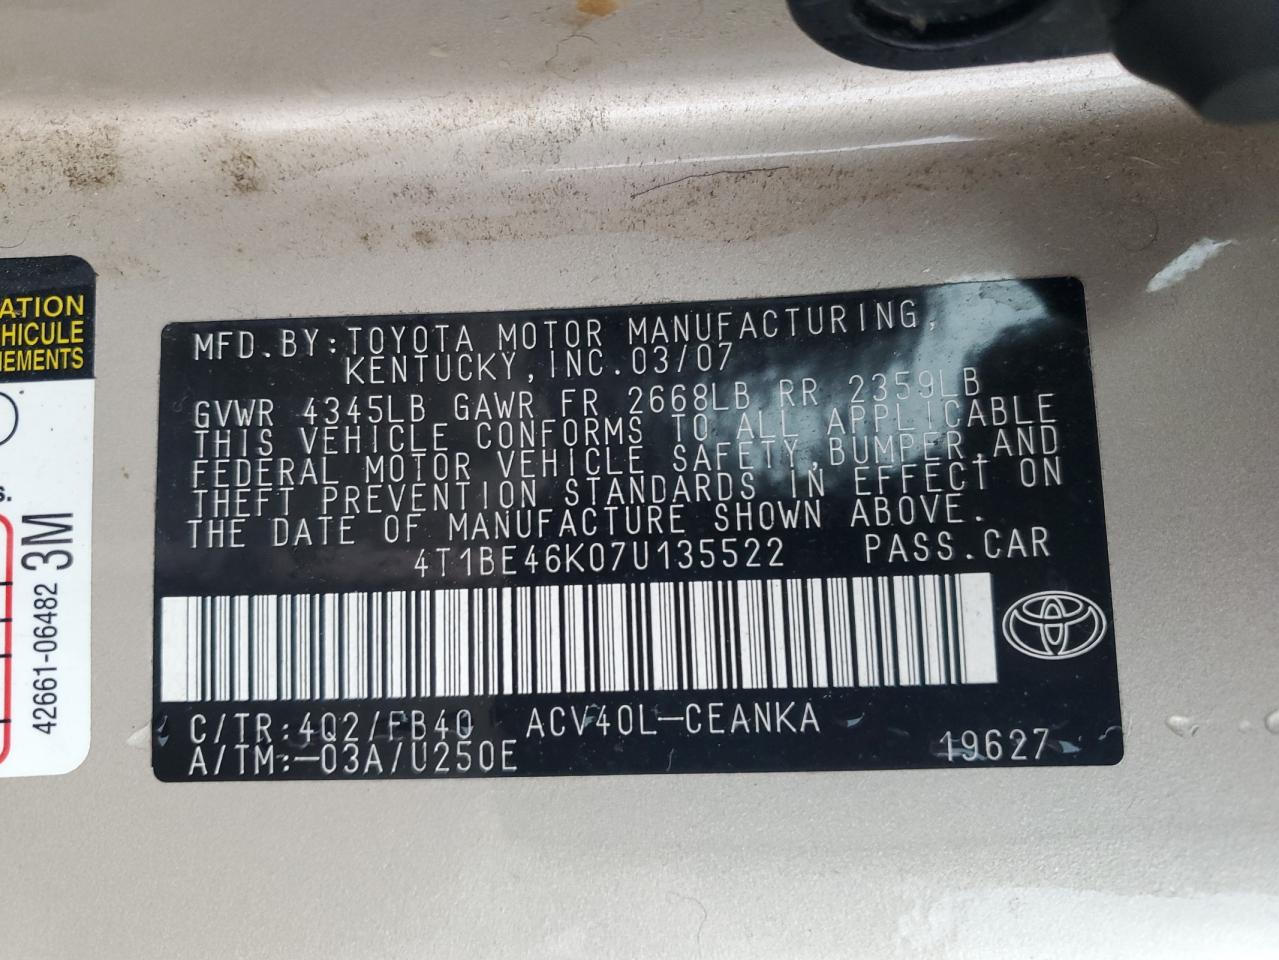 ATION
HICULE
NEMENTS
s.
42661-06482 3M
MFD.BY:TOYOTA MOTOR MANUFACTURING,
KENTUCKY,INC.03/07
GVWR 4345LB GAWR FR 2668LB RR 2359LB
THIS VEHICLE CONFORMS TO ALL APPLICABLE
FEDERAL MOTOR VEHICLE SAFETY,BUMPER,AND
THEFT PREVENTION STANDARDS IN EFFECT ON
THE DATE OF MANUFACTURE SHOWN ABOVE.
4T1BE46K07U135522 PASS.CAR
C/TR:4Q2/FB40 ACV40L-CEANKA
A/TM:-03A/U250E 19627